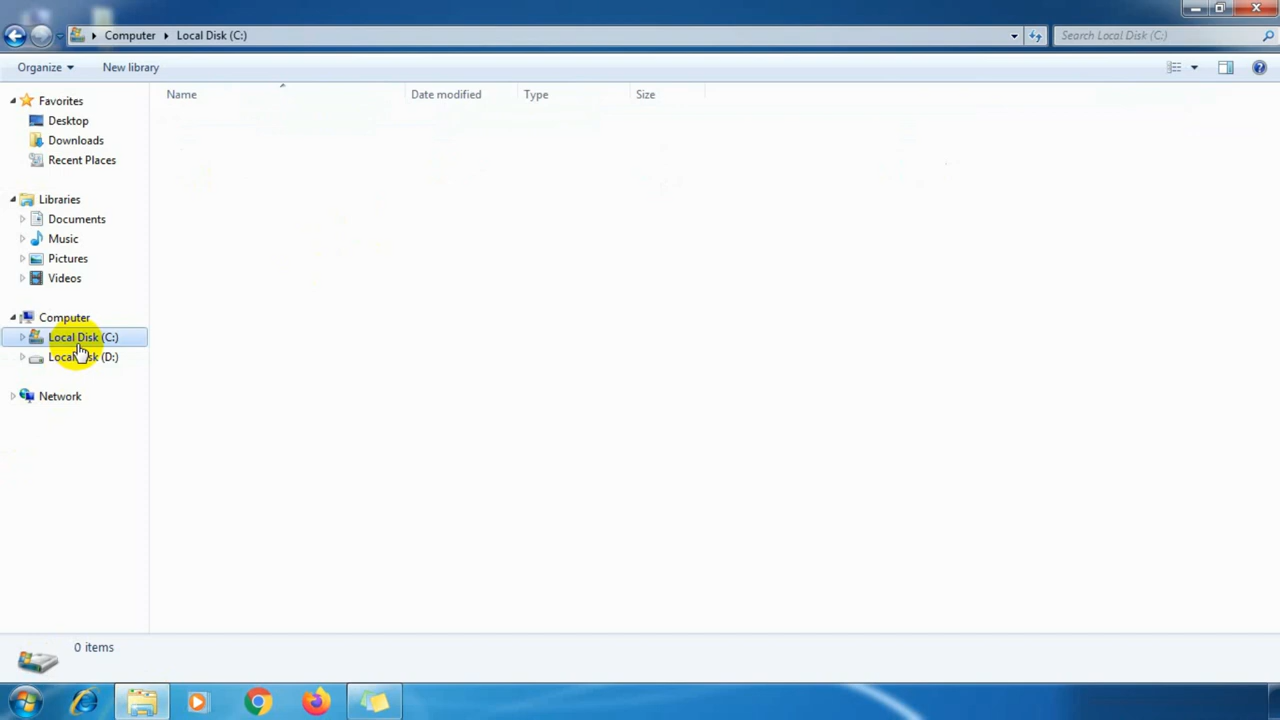 Computer Local Disk (C:)
Search Local Disk (C:)
Organize New library
Name Date modified Type Size
Favorites
Desktop
Downloads
Recent Places
Libraries
Documents
Music
Pictures
Videos
Computer
Local Disk (C:)
Local Disk (D:)
Network
0 items